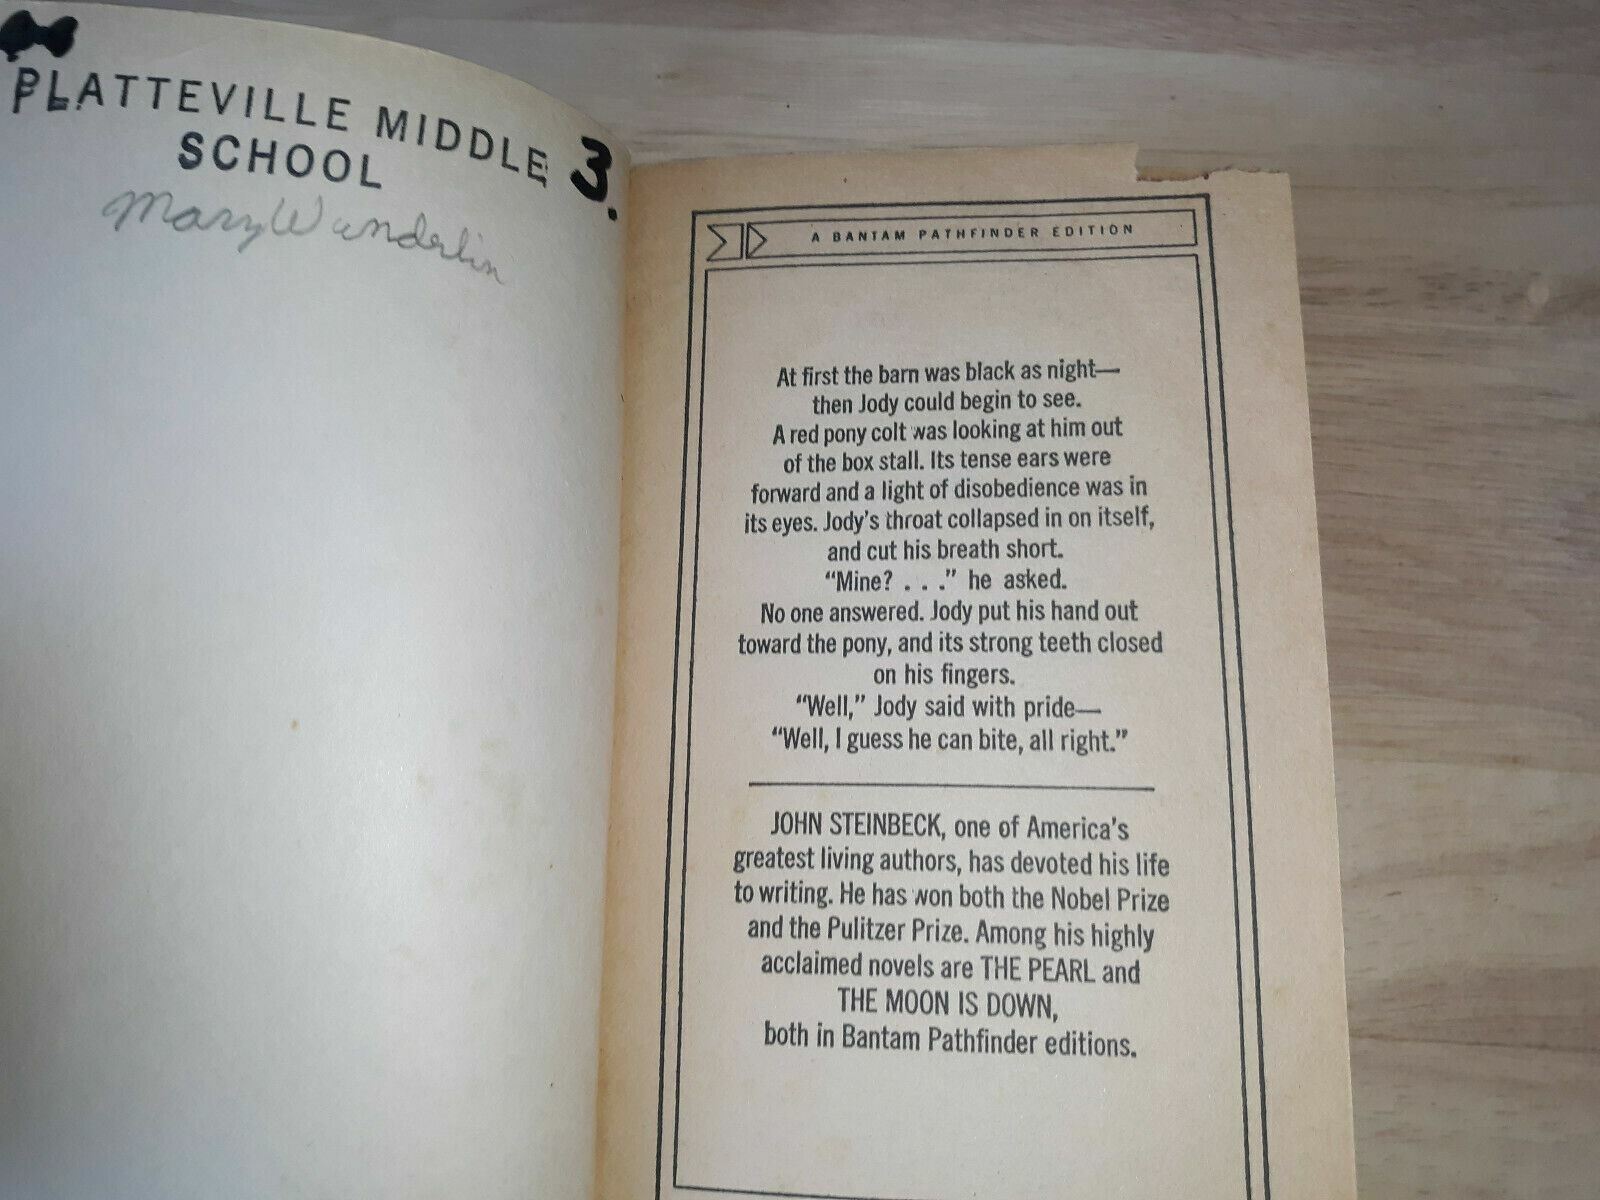 PLATTEVILLE MIDDLE 3.
SCHOOL
Mary Wunderlin
A BANTAM PATHFINDER EDITION
At first the barn was black as night—
then Jody could begin to see.
A red pony colt was looking at him out
of the box stall. Its tense ears were
forward and a light of disobedience was in
its eyes. Jody's throat collapsed in on itself,
and cut his breath short.
“Mine? . . .” he asked.
No one answered. Jody put his hand out
toward the pony, and its strong teeth closed
on his fingers.
“Well,” Jody said with pride—
“Well, I guess he can bite, all right.”
JOHN STEINBECK, one of America's
greatest living authors, has devoted his life
to writing. He has won both the Nobel Prize
and the Pulitzer Prize. Among his highly
acclaimed novels are THE PEARL and
THE MOON IS DOWN,
both in Bantam Pathfinder editions.